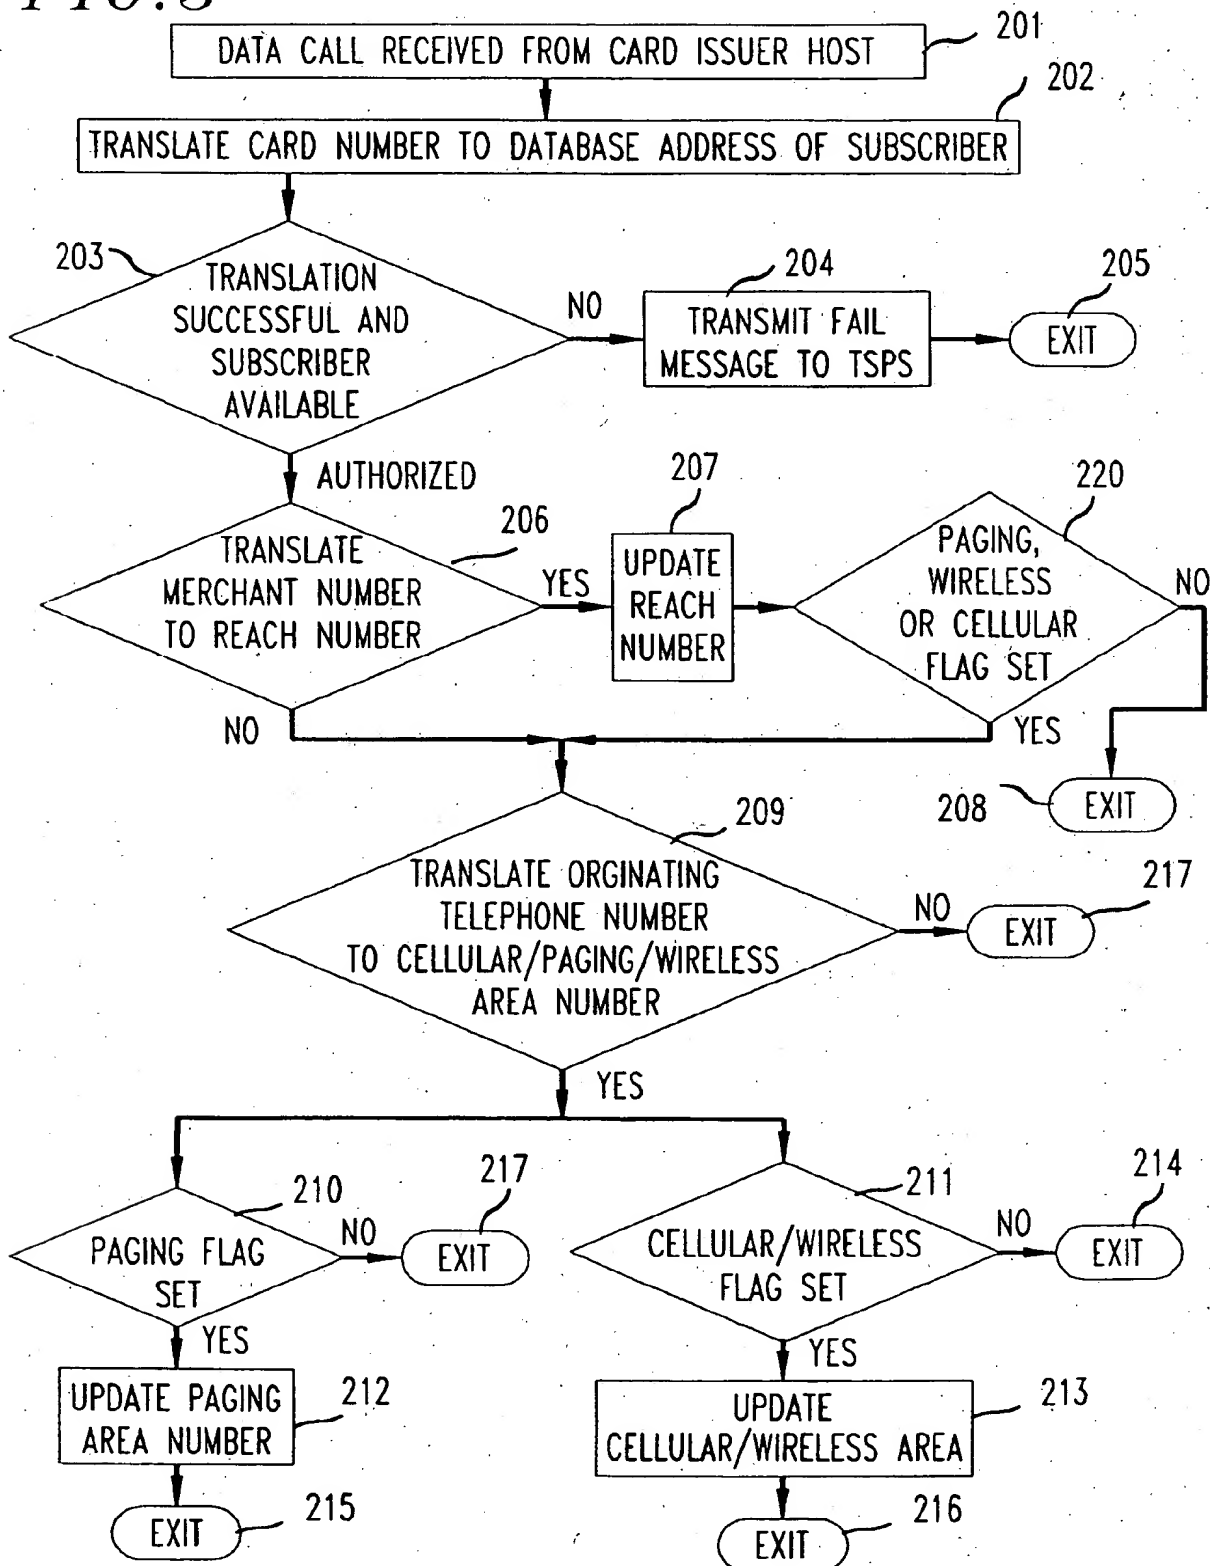 FIG. 3
DATA CALL RECEIVED FROM CARD ISSUER HOST
201
202
TRANSLATE CARD NUMBER TO DATABASE ADDRESS OF SUBSCRIBER
203
TRANSLATION
SUCCESSFUL AND
SUBSCRIBER
AVAILABLE
NO
204
TRANSMIT FAIL
MESSAGE TO TSPS
205
EXIT
AUTHORIZED
206
TRANSLATE
MERCHANT NUMBER
TO REACH NUMBER
YES
207
UPDATE
REACH
NUMBER
220
PAGING,
WIRELESS
OR CELLULAR
FLAG SET
NO
NO
YES
208
EXIT
209
TRANSLATE ORGINATING
TELEPHONE NUMBER
TO CELLULAR/PAGING/WIRELESS
AREA NUMBER
NO
217
EXIT
YES
210
PAGING FLAG
SET
NO
217
EXIT
211
CELLULAR/WIRELESS
FLAG SET
NO
214
EXIT
YES
YES
UPDATE PAGING
AREA NUMBER
212
UPDATE
CELLULAR/WIRELESS AREA
213
EXIT
215
EXIT
216